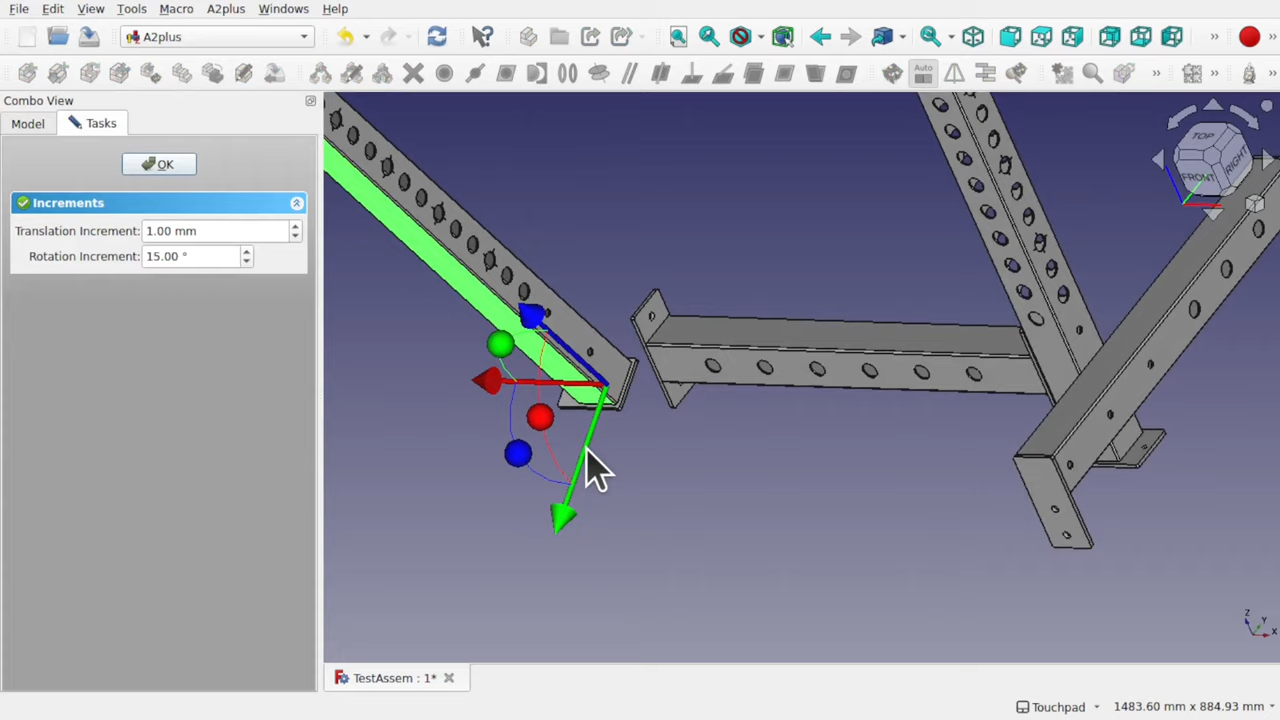 File Edit View Tools Macro A2plus Windows Help
A2plus
Auto
Combo View
Model Tasks
OK
Increments
Translation Increment: 1.00 mm
Rotation Increment: 15.00 °
TOP
FRONT
RIGHT
Z
Y
X
TestAssem : 1*
Touchpad 1483.60 mm x 884.93 mm